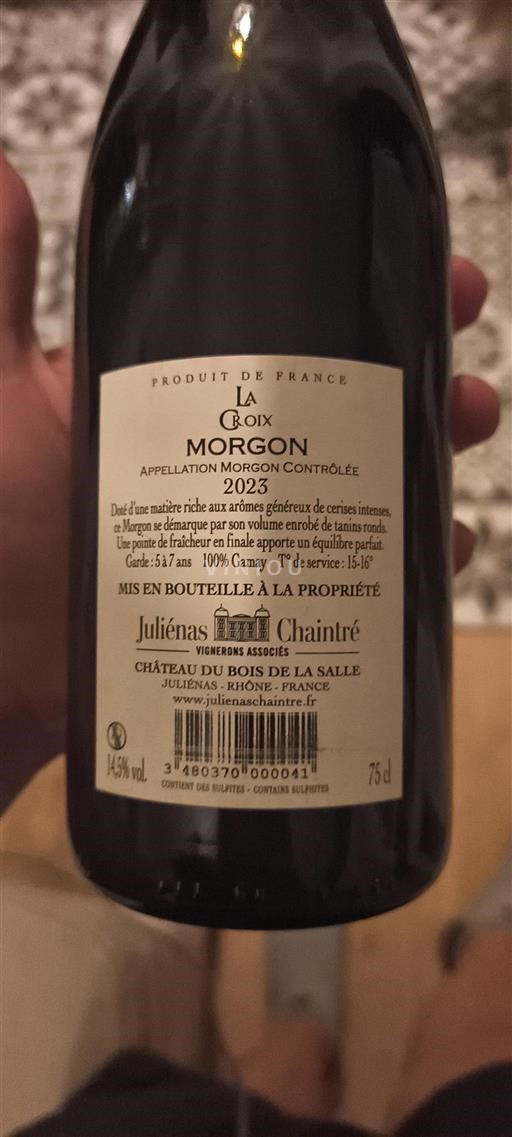 PRODUIT DE FRANCE
LA
CROIX
MORGON
APPELLATION MORGON CONTRÔLÉE
2023
Doté d'une matière riche aux arômes généreux de cerises intenses,
ce Morgon se démarque par son volume enrobé de tanins ronds.
Une pointe de fraîcheur en finale apporte un équilibre parfait.
Garde : 5 à 7 ans 100% Gamay T° de service : 15-16°
VINYOU
MIS EN BOUTEILLE À LA PROPRIÉTÉ
Juliénas Chaintré
VIGNERONS ASSOCIÉS
CHÂTEAU DU BOIS DE LA SALLE
JULIÉNAS - RHÔNE - FRANCE
www.julienaschaintre.fr
14,5% vol.
3 480370 000041
75 cl
CONTIENT DES SULFITES - CONTAINS SULPHITES